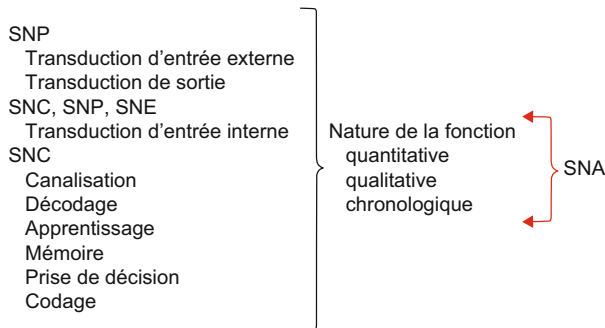 SNP
Transduction d'entrée externe
Transduction de sortie
SNC, SNP, SNE
Transduction d'entrée interne
SNC
Canalisation
Décodage
Apprentissage
Mémoire
Prise de décision
Codage
Nature de la fonction
quantitative
qualitative
chronologique
SNA